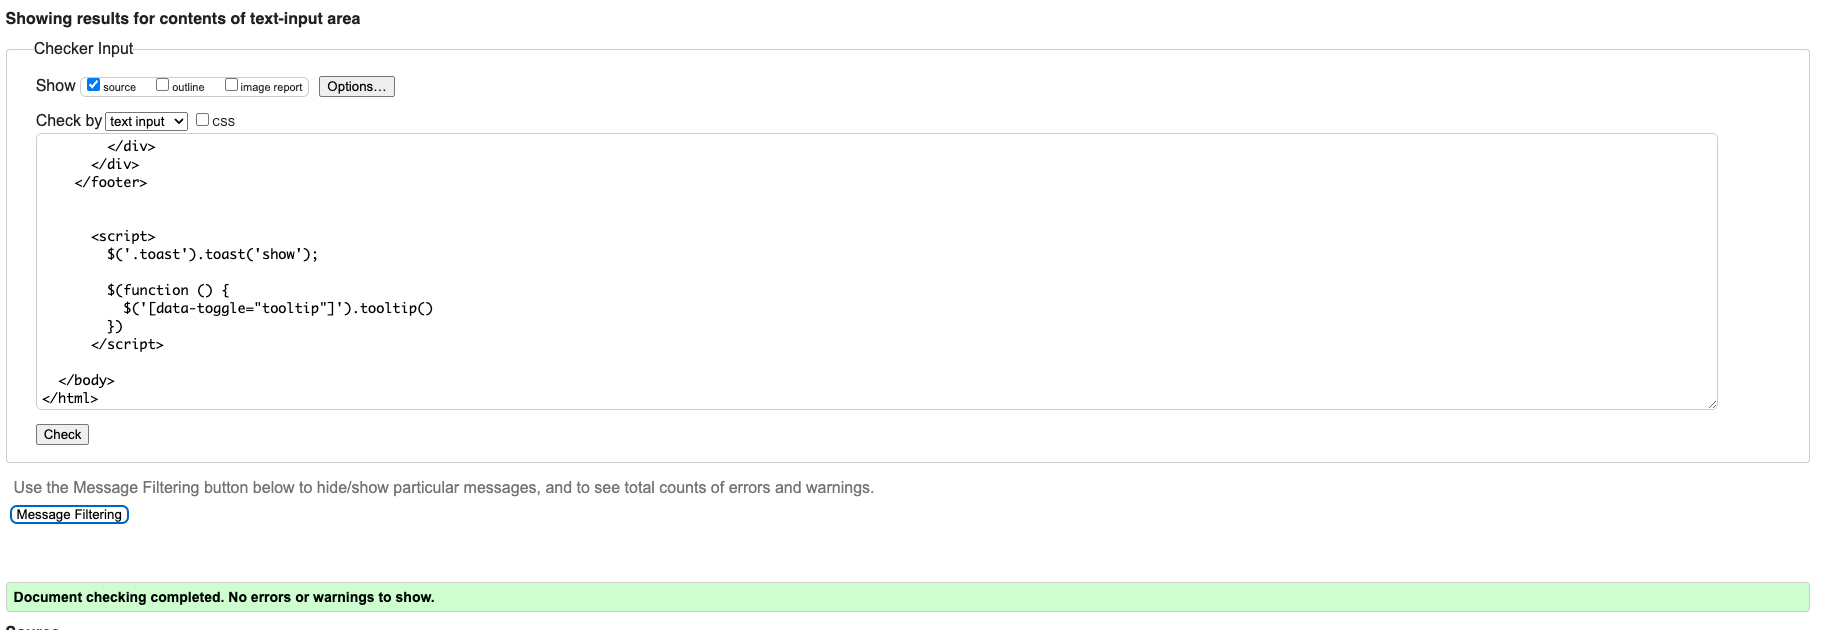 Showing results for contents of text-input area
Checker Input
Show source outline image report Options...
Check by text input css
</div>
</div>
</footer>
<script>
$('.toast').toast('show');
$(function () {
$('[data-toggle="tooltip"]').tooltip()
})
</script>
</body>
</html>
Check
Use the Message Filtering button below to hide/show particular messages, and to see total counts of errors and warnings.
Message Filtering
Document checking completed. No errors or warnings to show.